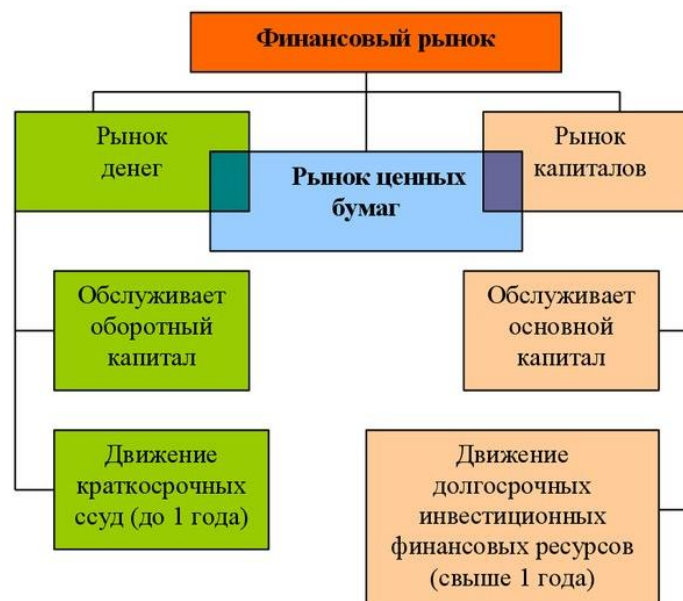 Финансовый рынок
Рынок
денег
Рынок ценных
бумаг
Рынок
капиталов
Обслуживает
оборотный
капитал
Обслуживает
основной
капитал
Движение
краткосрочных
ссуд (до 1 года)
Движение
долгосрочных
инвестиционных
финансовых ресурсов
(свыше 1 года)